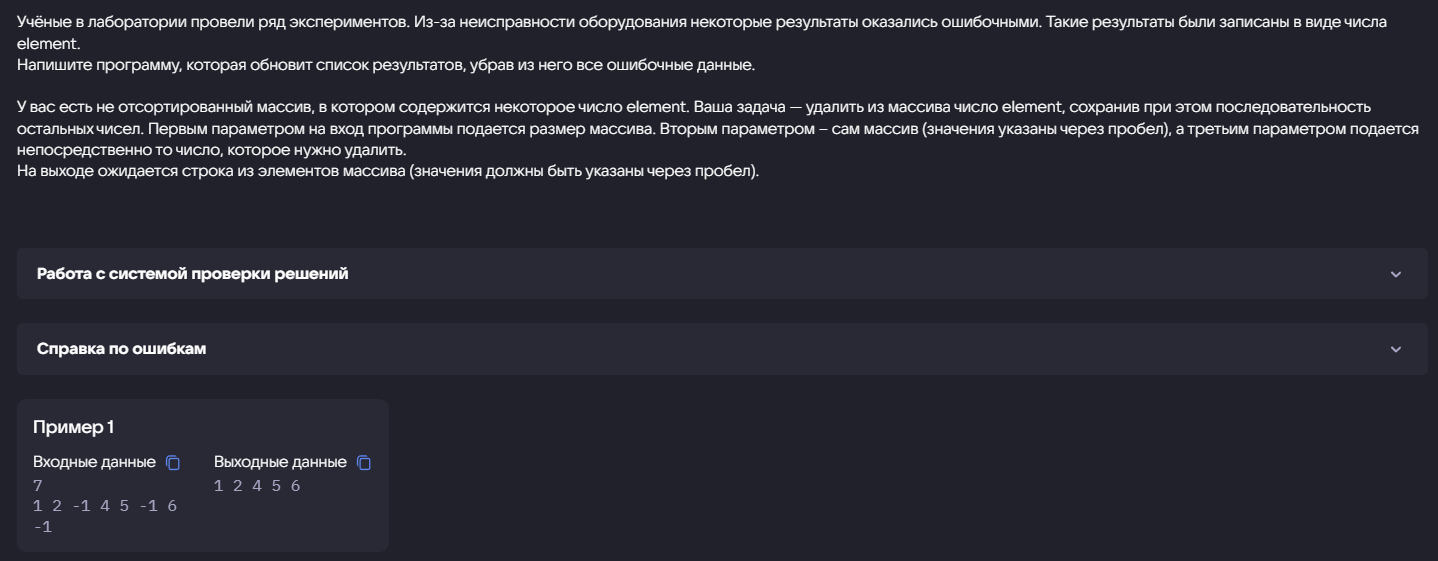 Учёные в лаборатории провели ряд экспериментов. Из-за неисправности оборудования некоторые результаты оказались ошибочными. Такие результаты были записаны в виде числа
element.
Напишите программу, которая обновит список результатов, убрав из него все ошибочные данные.
У вас есть не отсортированный массив, в котором содержится некоторое число element. Ваша задача — удалить из массива число element, сохранив при этом последовательность
остальных чисел. Первым параметром на вход программы подается размер массива. Вторым параметром – сам массив (значения указаны через пробел), а третьим параметром подается
непосредственно то число, которое нужно удалить.
На выходе ожидается строка из элементов массива (значения должны быть указаны через пробел).
Работа с системой проверки решений
Справка по ошибкам
Пример 1
Входные данные
7
1 2 -1 4 5 -1 6
-1
Выходные данные
1 2 4 5 6